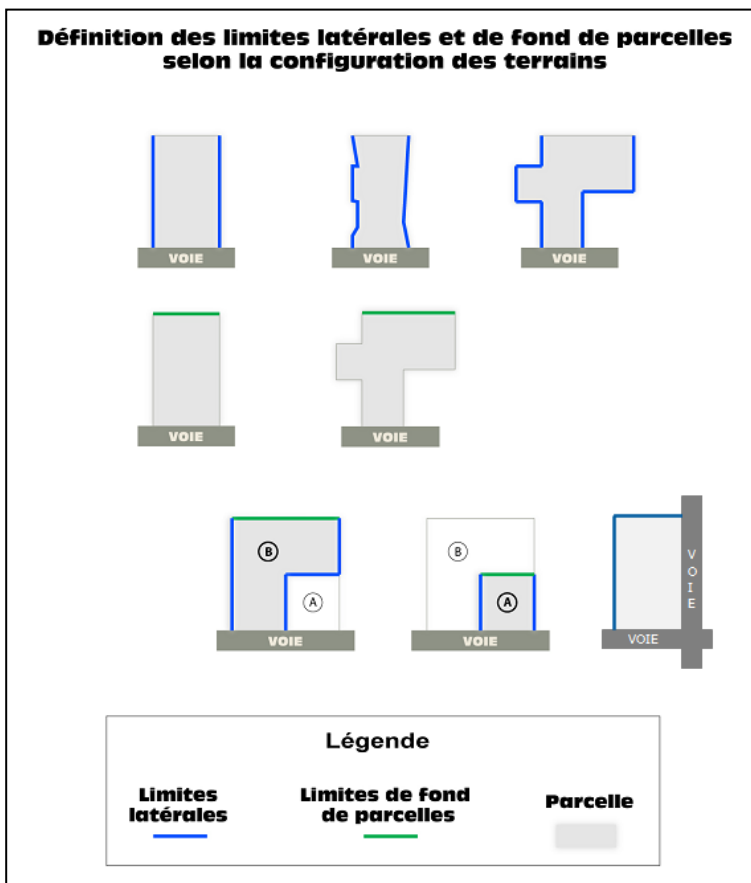 Définition des limites latérales et de fond de parcelles
selon la configuration des terrains
VOIE
VOIE
VOIE
VOIE
VOIE
B
A
VOIE
B
A
VOIE
VOIE
VOIE
Légende
Limites
latérales
Limites de fond
de parcelles
Parcelle